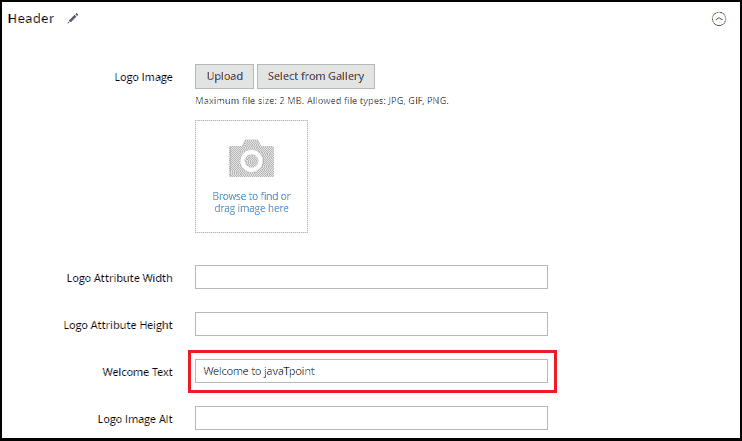 Header
Logo Image
Upload
Select from Gallery
Maximum file size: 2 MB. Allowed file types: JPG, GIF, PNG.
Browse to find or
drag image here
Logo Attribute Width
Logo Attribute Height
Welcome Text
Welcome to javaTpoint
Logo Image Alt